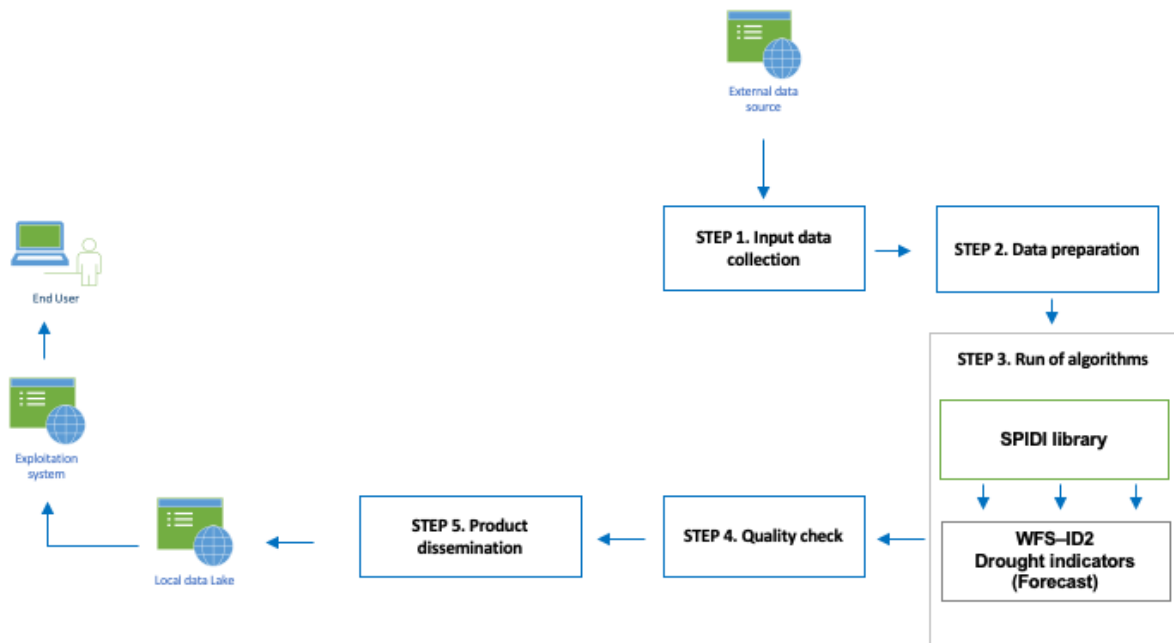 External data
source
STEP 1. Input data
collection
STEP 2. Data preparation
End User
STEP 3. Run of algorithms
SPIDI library
Exploitation
system
STEP 5. Product
dissemination
STEP 4. Quality check
WFS–ID2
Drought indicators
(Forecast)
Local data Lake